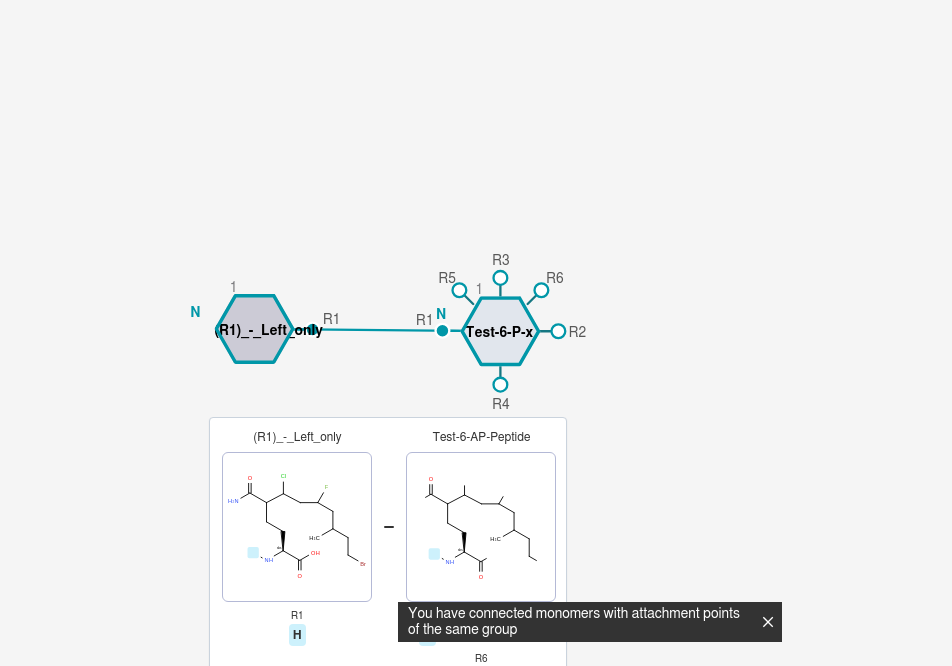 R3
R5
1
R6
1
N
R1
R1
N
(R1)_-_Left_only
Test-6-P-x
R2
R4
(R1)_-_Left_only
Test-6-AP-Peptide
O
Cl
F
H₂N
H₃C
NH
OH
O
Br
O
H₃C
NH
O
R1
H
You have connected monomers with attachment points
of the same group
R6